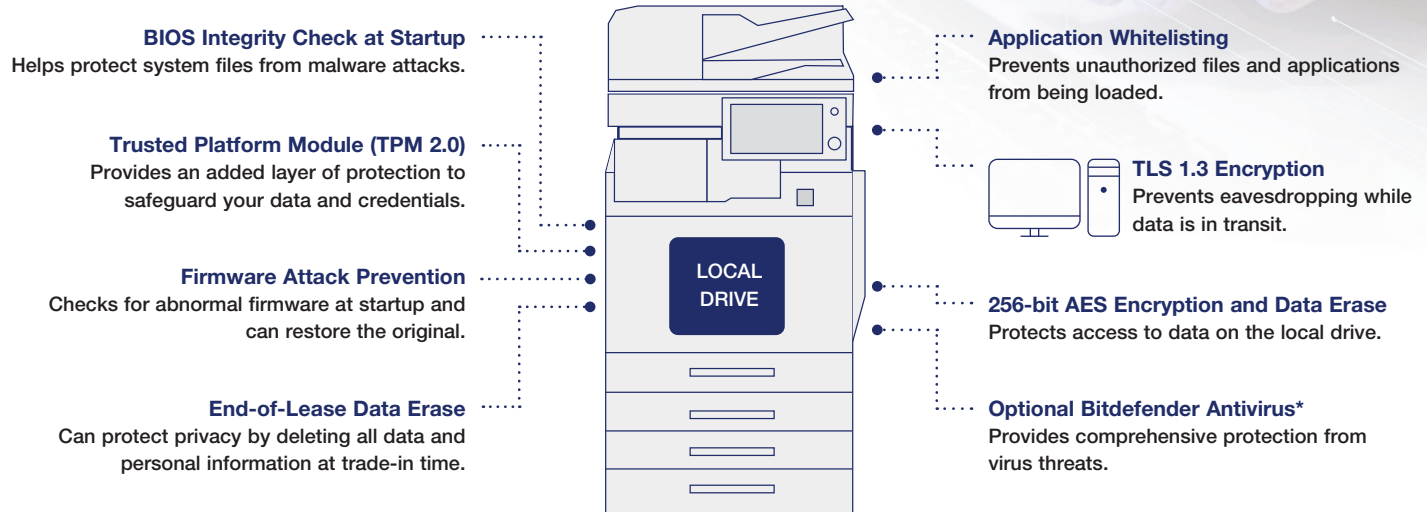 BIOS Integrity Check at Startup
Helps protect system files from malware attacks.
Trusted Platform Module (TPM 2.0)
Provides an added layer of protection to
safeguard your data and credentials.
Firmware Attack Prevention
Checks for abnormal firmware at startup and
can restore the original.
End-of-Lease Data Erase
Can protect privacy by deleting all data and
personal information at trade-in time.
LOCAL
DRIVE
Application Whitelisting
Prevents unauthorized files and applications
from being loaded.
TLS 1.3 Encryption
Prevents eavesdropping while
data is in transit.
256-bit AES Encryption and Data Erase
Protects access to data on the local drive.
Optional Bitdefender Antivirus*
Provides comprehensive protection from
virus threats.